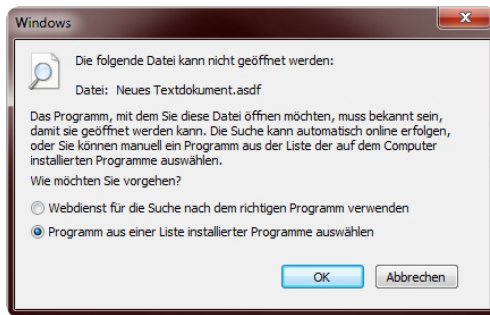 Windows
Die folgende Datei kann nicht geöffnet werden:
Datei: Neues Textdokument.asdf
Das Programm, mit dem Sie diese Datei öffnen möchten, muss bekannt sein,
damit sie geöffnet werden kann. Die Suche kann automatisch online erfolgen,
oder Sie können manuell ein Programm aus der Liste der auf dem Computer
installierten Programme auswählen.
Wie möchten Sie vorgehen?
Webdienst für die Suche nach dem richtigen Programm verwenden
Programm aus einer Liste installierter Programme auswählen
OK Abbrechen